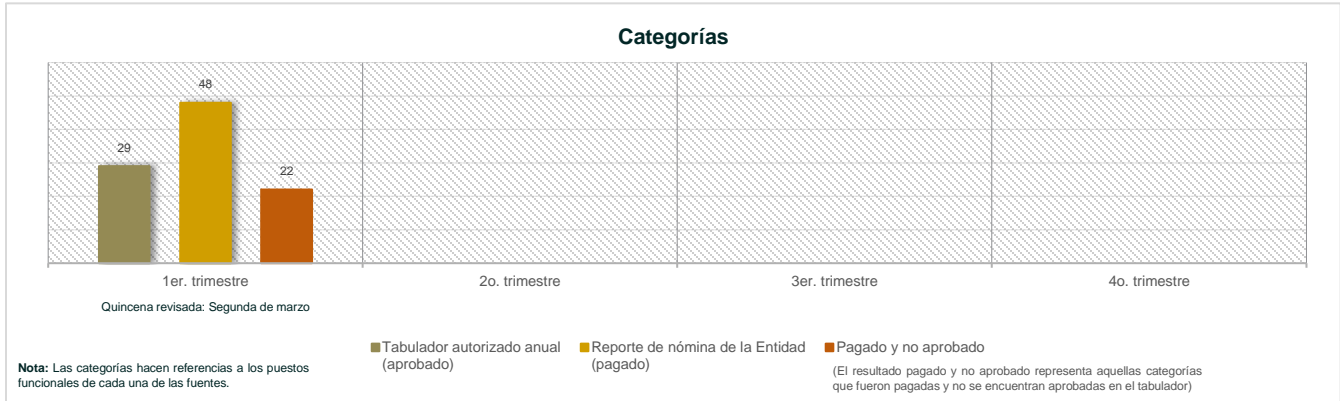 Categorías
48
29
22
1er. trimestre
2o. trimestre
3er. trimestre
4o. trimestre
Quincena revisada: Segunda de marzo
Tabulador autorizado anual
(aprobado)
Reporte de nómina de la Entidad
(pagado)
Pagado y no aprobado
Nota: Las categorías hacen referencias a los puestos
funcionales de cada una de las fuentes.
(El resultado pagado y no aprobado representa aquellas categorías
que fueron pagadas y no se encuentran aprobadas en el tabulador)